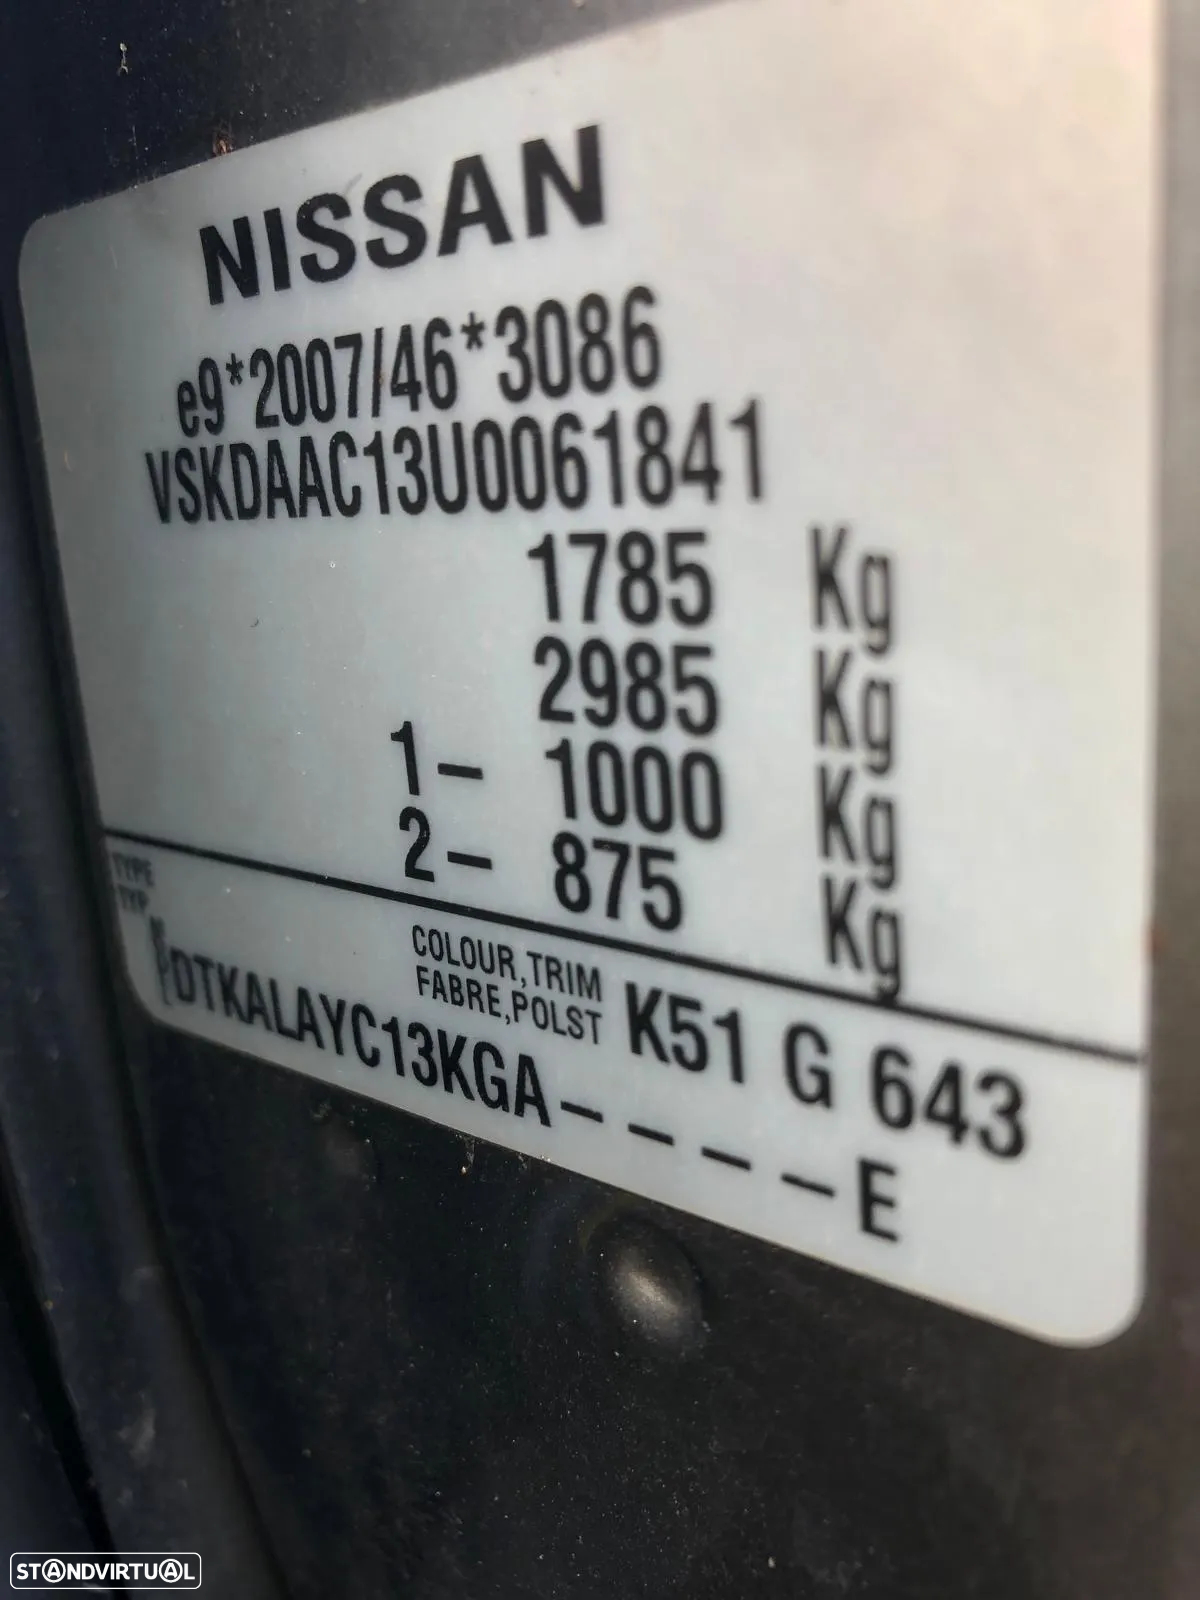 NISSAN
e9*2007/46*3086
VSKDAAC13U0061841
1785 Kg
2985 Kg
1- 1000 Kg
2- 875 Kg
TYPE
TYP
COLOUR,TRIM
FABRE,POLST
K51 G 643
FDTKALAYC13KGA----E
STANDVIRTUAL